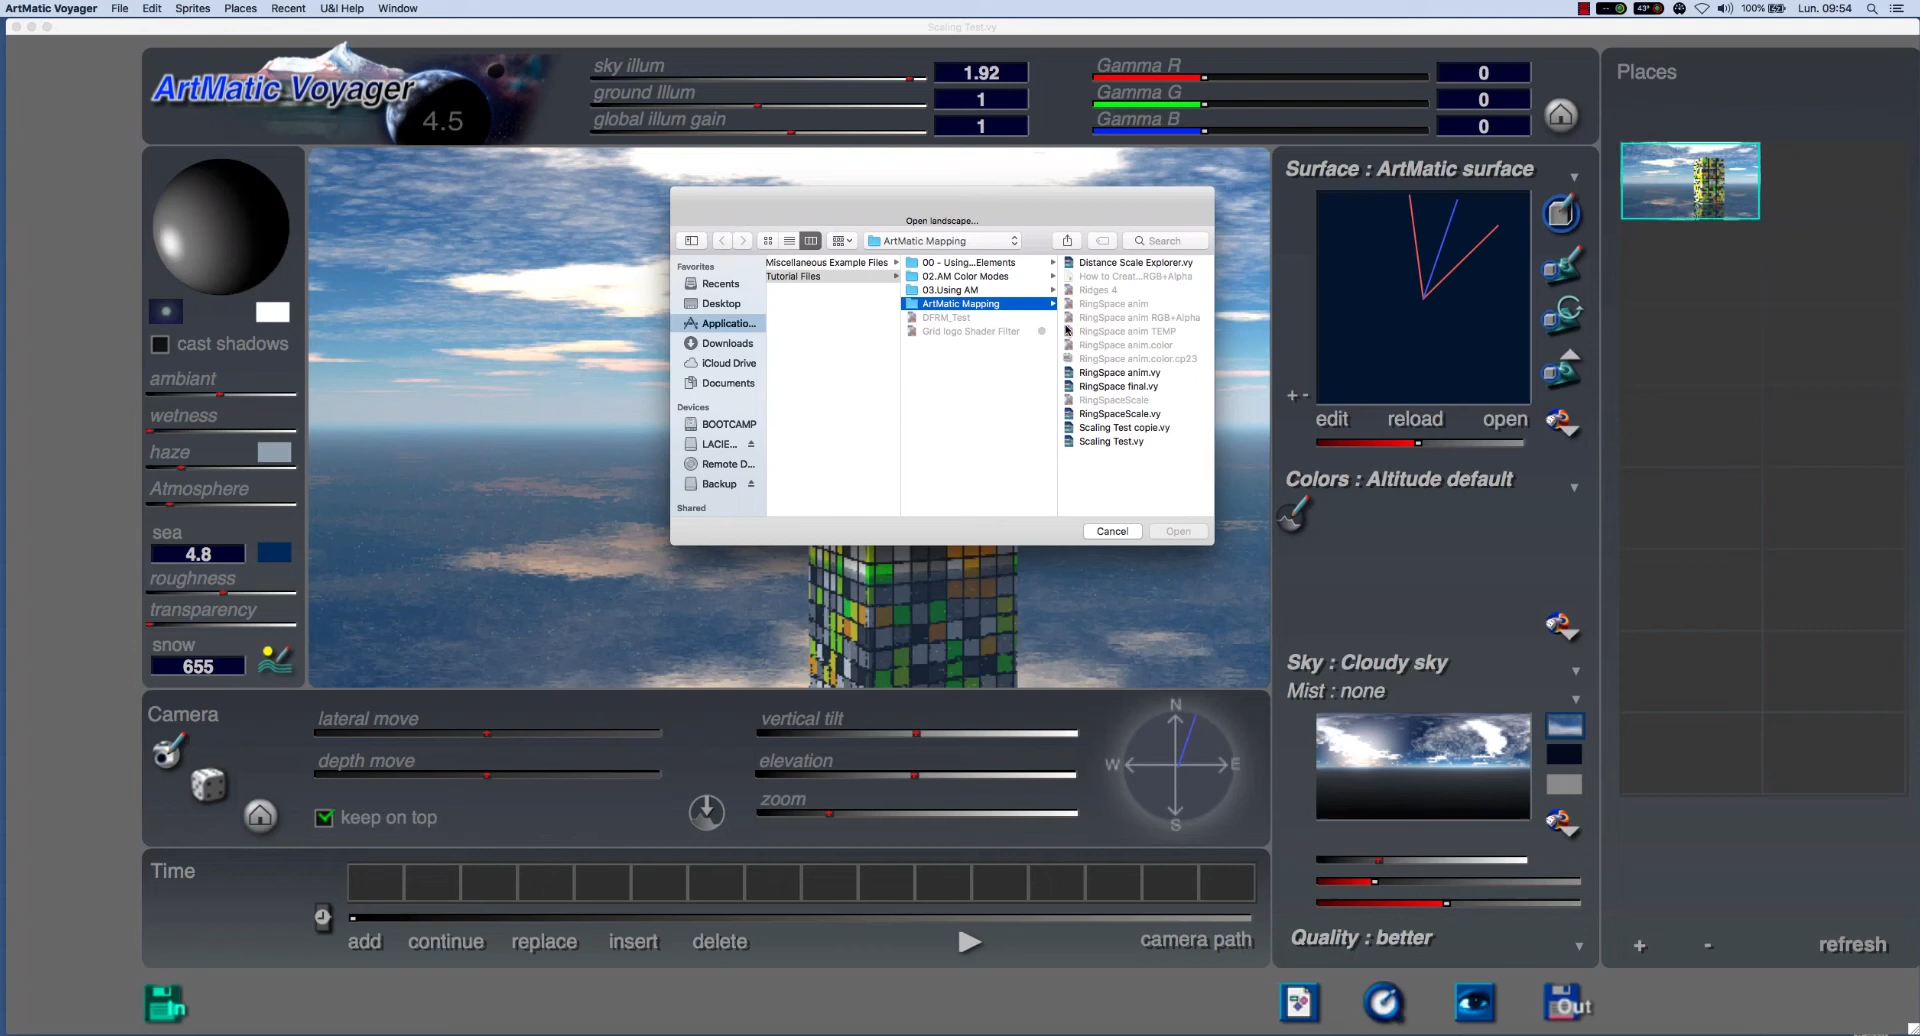 ArtMatic Voyager File Edit Sprites Places Recent U&I Help Window 43° 100% Lun. 09:54
Scaling Test.vy
ArtMatic Voyager
4.5
sky illum 1.92
ground Illum 1
global illum gain 1
Gamma R 0
Gamma G 0
Gamma B 0
Places
cast shadows
ambiant
wetness
haze
Atmosphere
sea
4.8
roughness
transparency
snow
655
Open landscape...
ArtMatic Mapping
Search
Favorites
Recents
Desktop
Applicatio...
Downloads
iCloud Drive
Documents
Devices
BOOTCAMP
LACIE...
Remote D...
Backup
Shared
Miscellaneous Example Files
Tutorial Files
00 - Using...Elements
02.AM Color Modes
03.Using AM
ArtMatic Mapping
DFRM_Test
Grid logo Shader Filter
Distance Scale Explorer.vy
How to Creat...RGB+Alpha
Ridges 4
RingSpace anim
RingSpace anim RGB+Alpha
RingSpace anim TEMP
RingSpace anim.color
RingSpace anim.color.cp23
RingSpace anim.vy
RingSpace final.vy
RingSpaceScale
RingSpaceScale.vy
Scaling Test copie.vy
Scaling Test.vy
Cancel Open
Surface : ArtMatic surface
+ -
edit reload open
Colors : Altitude default
Sky : Cloudy sky
Mist : none
Quality : better
Camera
lateral move
depth move
keep on top
vertical tilt
elevation
zoom
N
W E
S
Time
add continue replace insert delete camera path
+ - refresh
In
Out